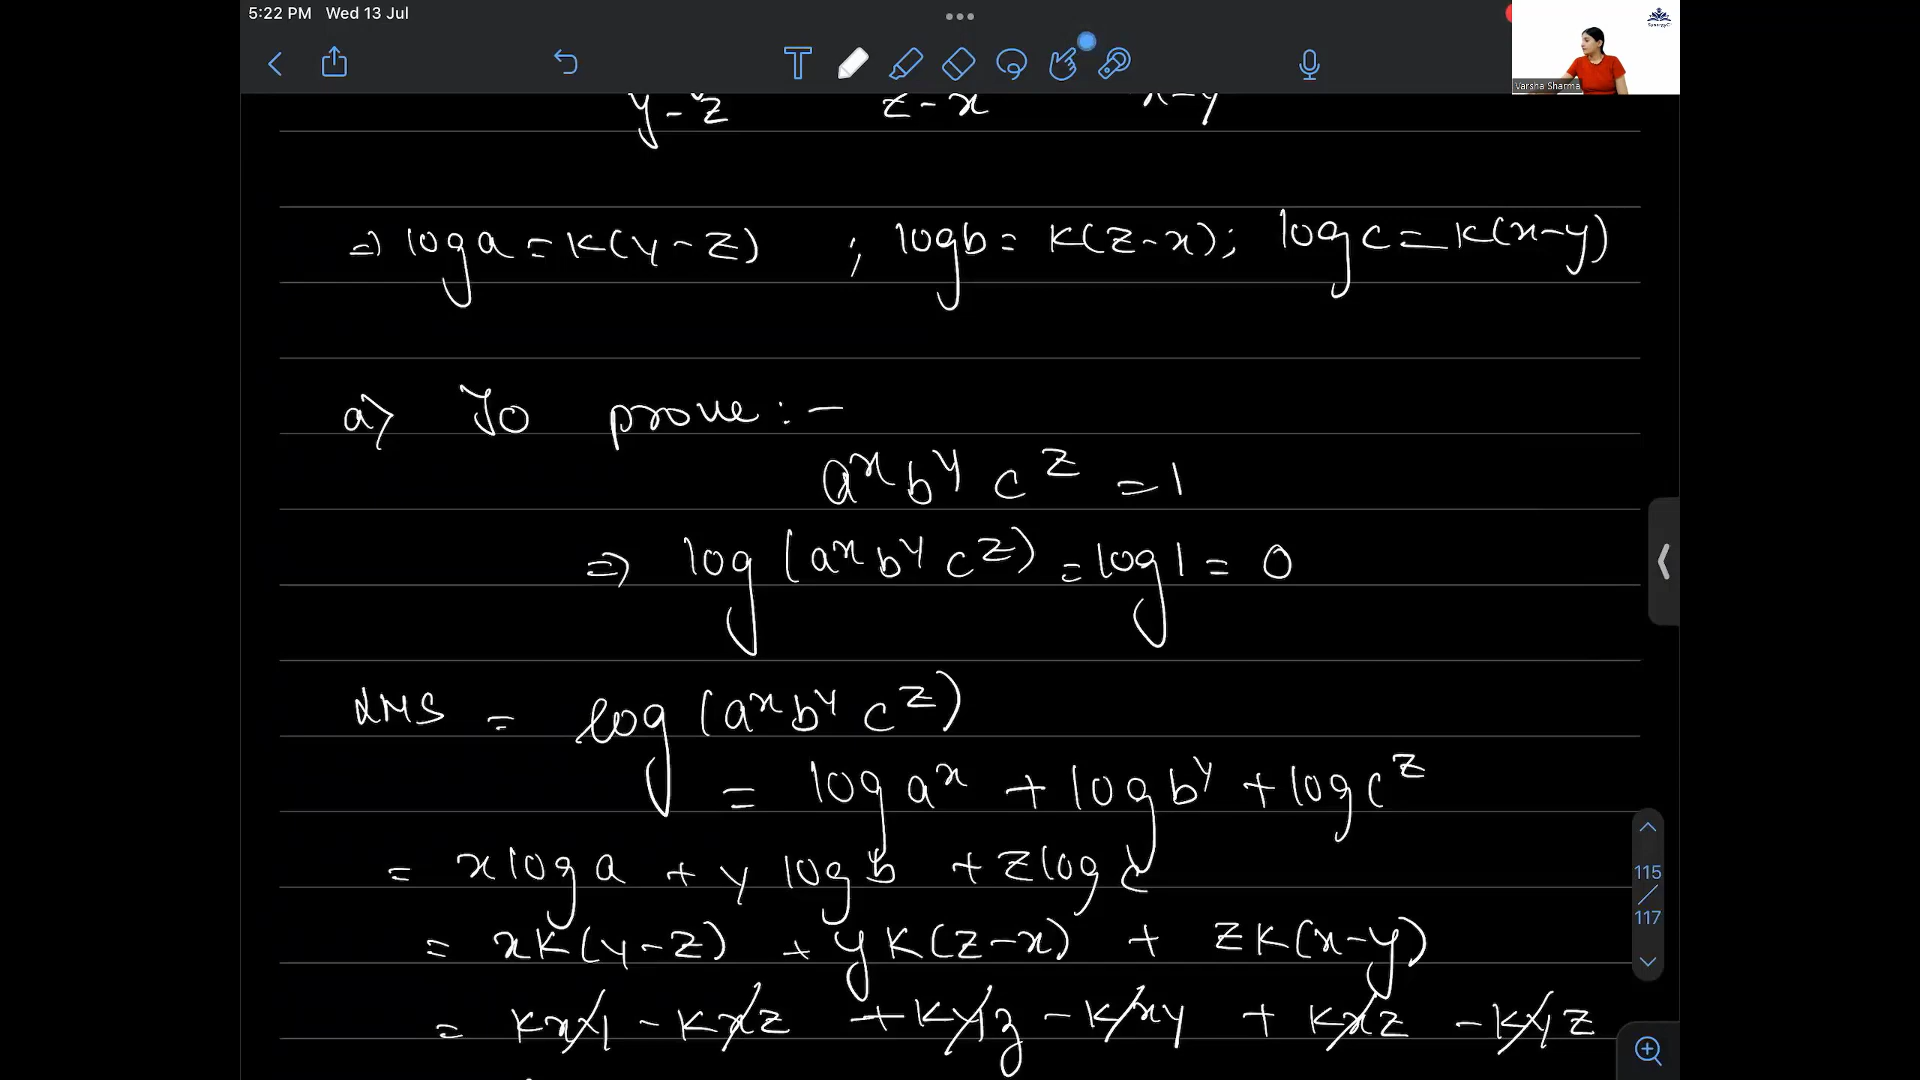 5:22 PM Wed 13 Jul
Varsha Sharma
y-z z-x x-y
⇒ log a = K(y-z) ; log b = K(z-x); log c = K(x-y)
a> To prove:-
a^x b^y c^z = 1
⇒ log (a^x b^y c^z) = log 1 = 0
LHS = log (a^x b^y c^z)
= log a^x + log b^y + log c^z
= x log a + y log b + z log c
= xK(y-z) + yK(z-x) + zK(x-y)
= Kxy - Kxz + Kyz - Kxy + Kxz - Kyz
115
/
117